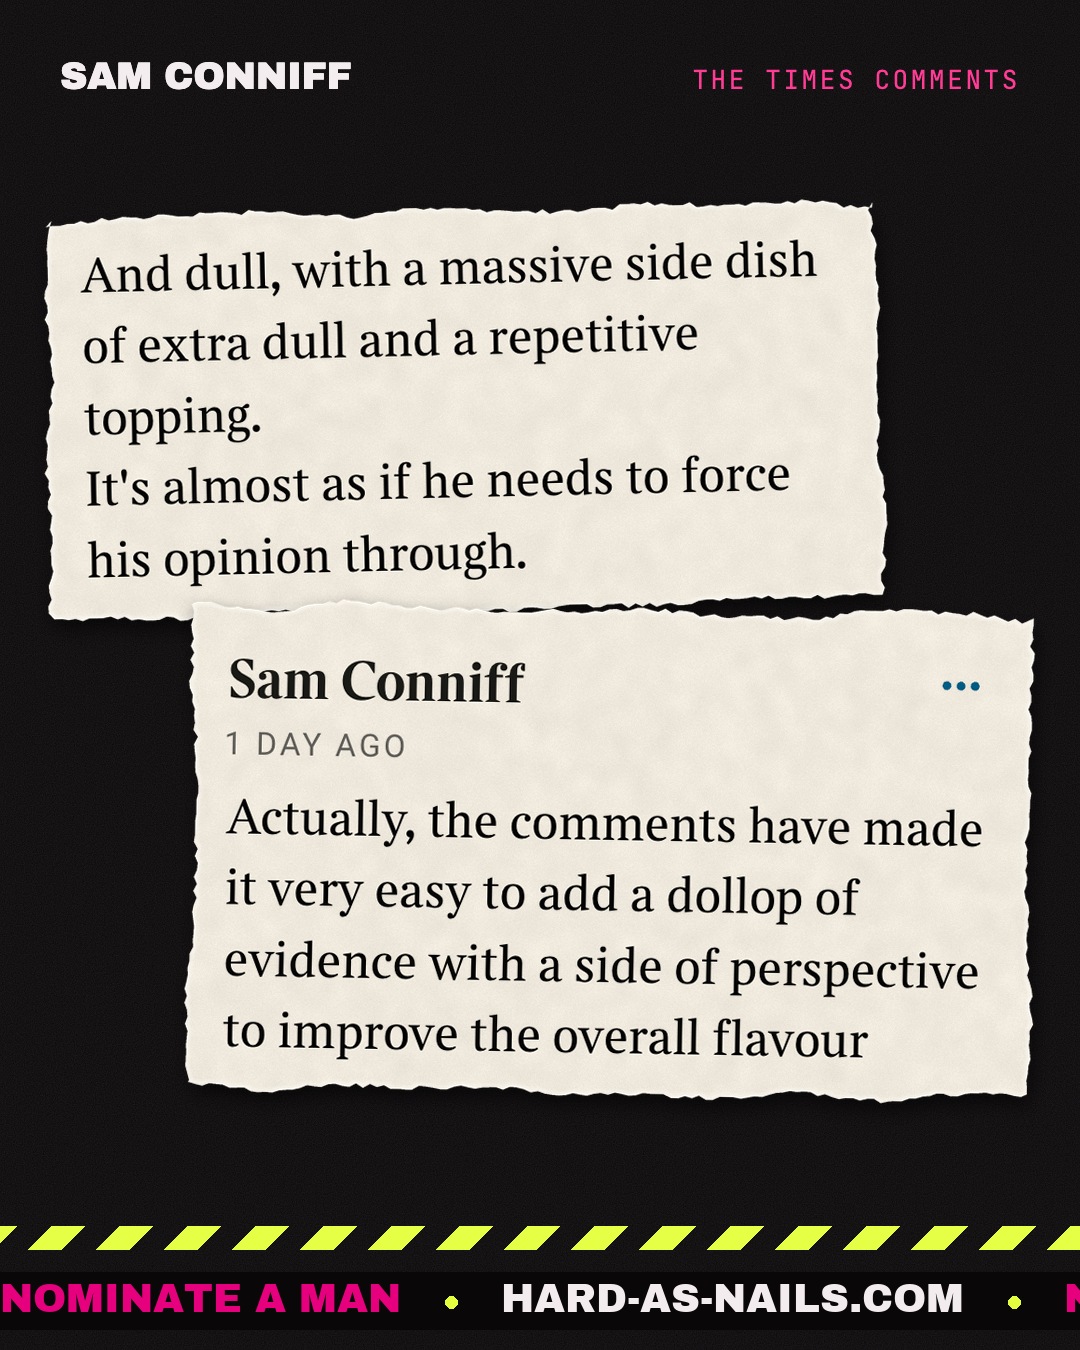 SAM CONNIFF
THE TIMES COMMENTS
And dull, with a massive side dish
of extra dull and a repetitive
topping.
It's almost as if he needs to force
his opinion through.
Sam Conniff
1 DAY AGO
Actually, the comments have made
it very easy to add a dollop of
evidence with a side of perspective
to improve the overall flavour
NOMINATE A MAN • HARD-AS-NAILS.COM •